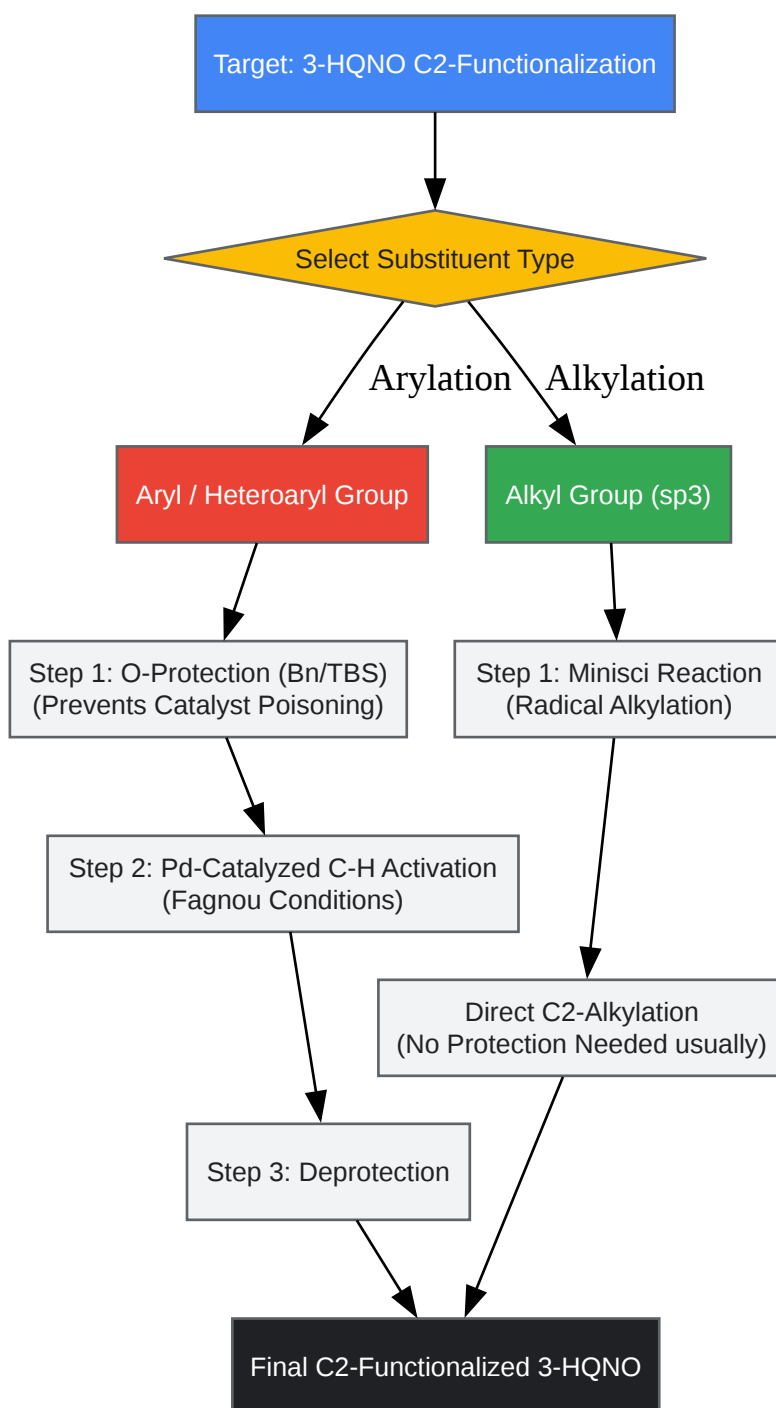 Target: 3-HQNO C2-Functionalization
Select Substituent Type
Arylation
Alkylation
Aryl / Heteroaryl Group
Alkyl Group (sp3)
Step 1: O-Protection (Bn/TBS)
(Prevents Catalyst Poisoning)
Step 1: Minisci Reaction
(Radical Alkylation)
Step 2: Pd-Catalyzed C-H Activation
(Fagnou Conditions)
Direct C2-Alkylation
(No Protection Needed usually)
Step 3: Deprotection
Final C2-Functionalized 3-HQNO